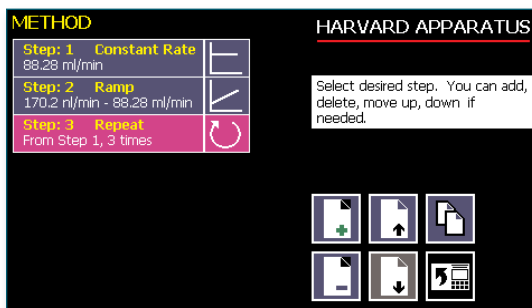 METHOD
HARVARD APPARATUS
Step: 1 Constant Rate
88.28 ml/min
Step: 2 Ramp
170.2 nl/min - 88.28 ml/min
Step: 3 Repeat
From Step 1, 3 times
Select desired step. You can add,
delete, move up, down if
needed.